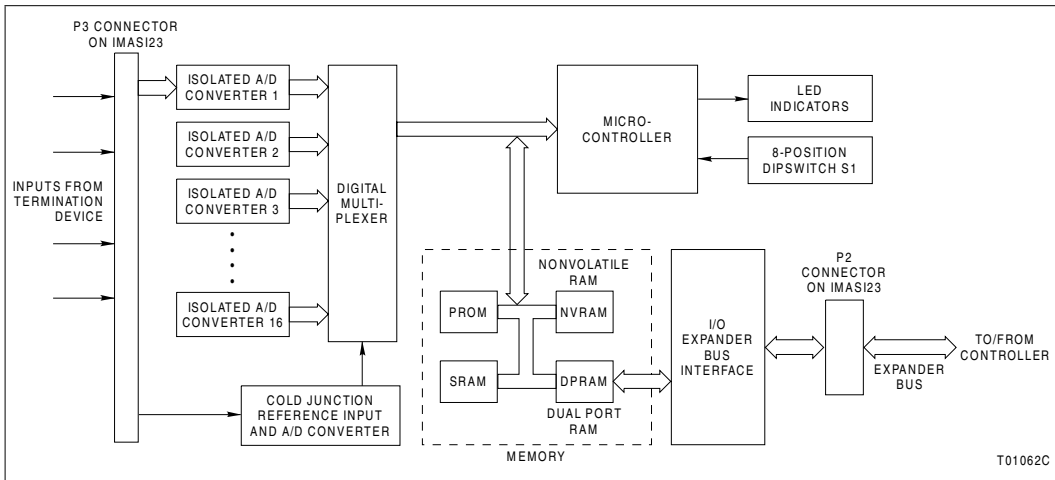 P3 CONNECTOR
ON IMASI23
INPUTS FROM
TERMINATION
DEVICE
ISOLATED A/D
CONVERTER 1
ISOLATED A/D
CONVERTER 2
ISOLATED A/D
CONVERTER 3
ISOLATED A/D
CONVERTER 16
COLD JUNCTION
REFERENCE INPUT
AND A/D CONVERTER
DIGITAL
MULTI-
PLEXER
MICRO-
CONTROLLER
LED
INDICATORS
8-POSITION
DIPSWITCH S1
NONVOLATILE
RAM
PROM
NVRAM
SRAM
DPRAM
DUAL PORT
RAM
MEMORY
I/O
EXPANDER
BUS
INTERFACE
P2
CONNECTOR
ON IMASI23
EXPANDER
BUS
TO/FROM
CONTROLLER
T01062C